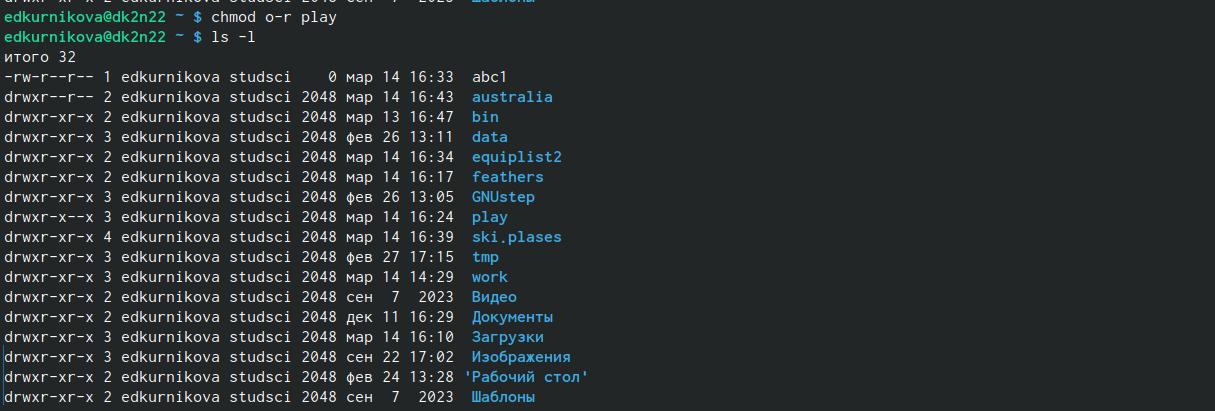 edkurnikova@dk2n22 ~ $ chmod o-r play
edkurnikova@dk2n22 ~ $ ls -l
итого 32
-rw-r--r-- 1 edkurnikova studsci    0 мар 14 16:33  abc1
drwxr--r-- 2 edkurnikova studsci 2048 мар 14 16:43  australia
drwxr-xr-x 2 edkurnikova studsci 2048 мар 13 16:47  bin
drwxr-xr-x 3 edkurnikova studsci 2048 фев 26 13:11  data
drwxr-xr-x 2 edkurnikova studsci 2048 мар 14 16:34  equiplist2
drwxr-xr-x 2 edkurnikova studsci 2048 мар 14 16:17  feathers
drwxr-xr-x 3 edkurnikova studsci 2048 фев 26 13:05  GNUstep
drwxr-x--x 3 edkurnikova studsci 2048 мар 14 16:24  play
drwxr-xr-x 4 edkurnikova studsci 2048 мар 14 16:39  ski.plases
drwxr-xr-x 3 edkurnikova studsci 2048 фев 27 17:15  tmp
drwxr-xr-x 3 edkurnikova studsci 2048 мар 14 14:29  work
drwxr-xr-x 2 edkurnikova studsci 2048 сен  7  2023  Видео
drwxr-xr-x 2 edkurnikova studsci 2048 дек 11 16:29  Документы
drwxr-xr-x 3 edkurnikova studsci 2048 мар 14 16:10  Загрузки
drwxr-xr-x 3 edkurnikova studsci 2048 сен 22 17:02  Изображения
drwxr-xr-x 2 edkurnikova studsci 2048 фев 24 13:28 'Рабочий стол'
drwxr-xr-x 2 edkurnikova studsci 2048 сен  7  2023  Шаблоны